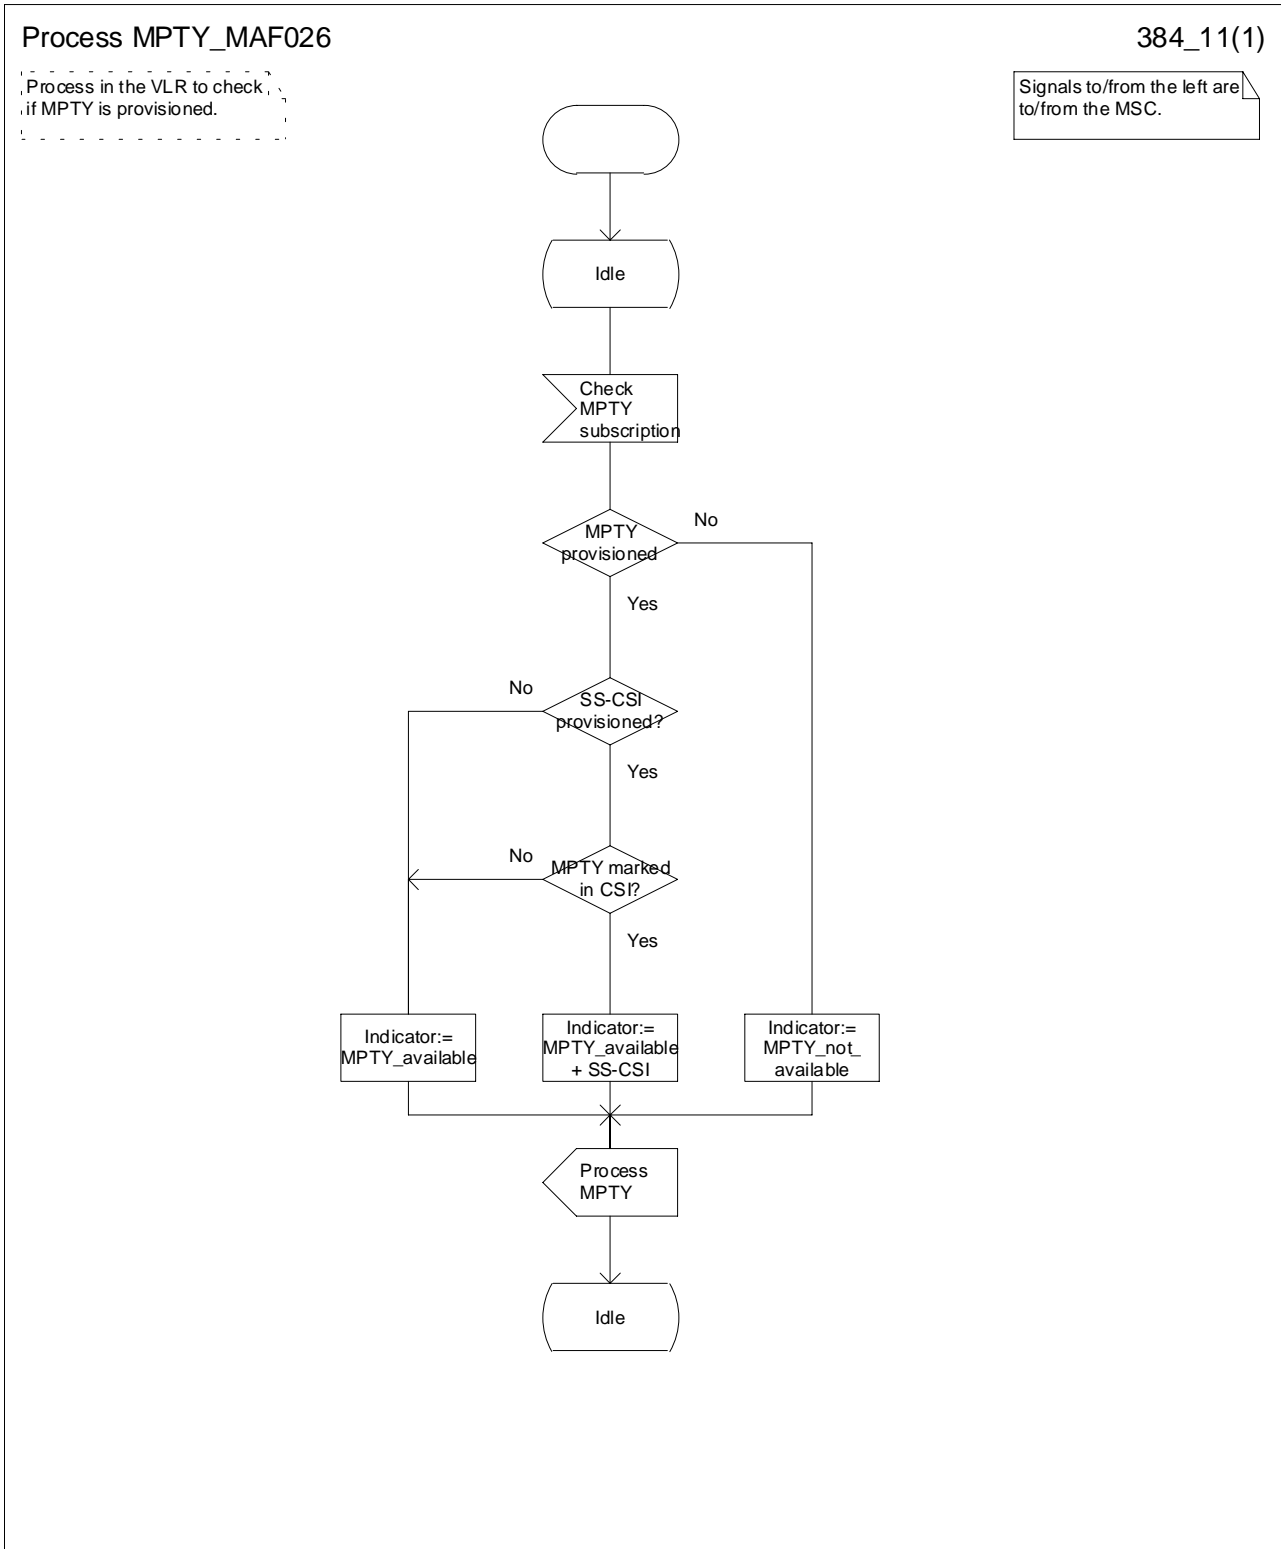 Process MPTY_MAF026
384_11(1)
Process in the VLR to check
if MPTY is provisioned.
Signals to/from the left are
to/from the MSC.
Idle
Check
MPTY
subscription
MPTY
provisioned
No
Yes
SS-CSI
provisioned?
No
Yes
MPTY marked
in CSI?
No
Yes
Indicator:=
MPTY_available
Indicator:=
MPTY_available
+ SS-CSI
Indicator:=
MPTY_not_
available
Process
MPTY
Idle